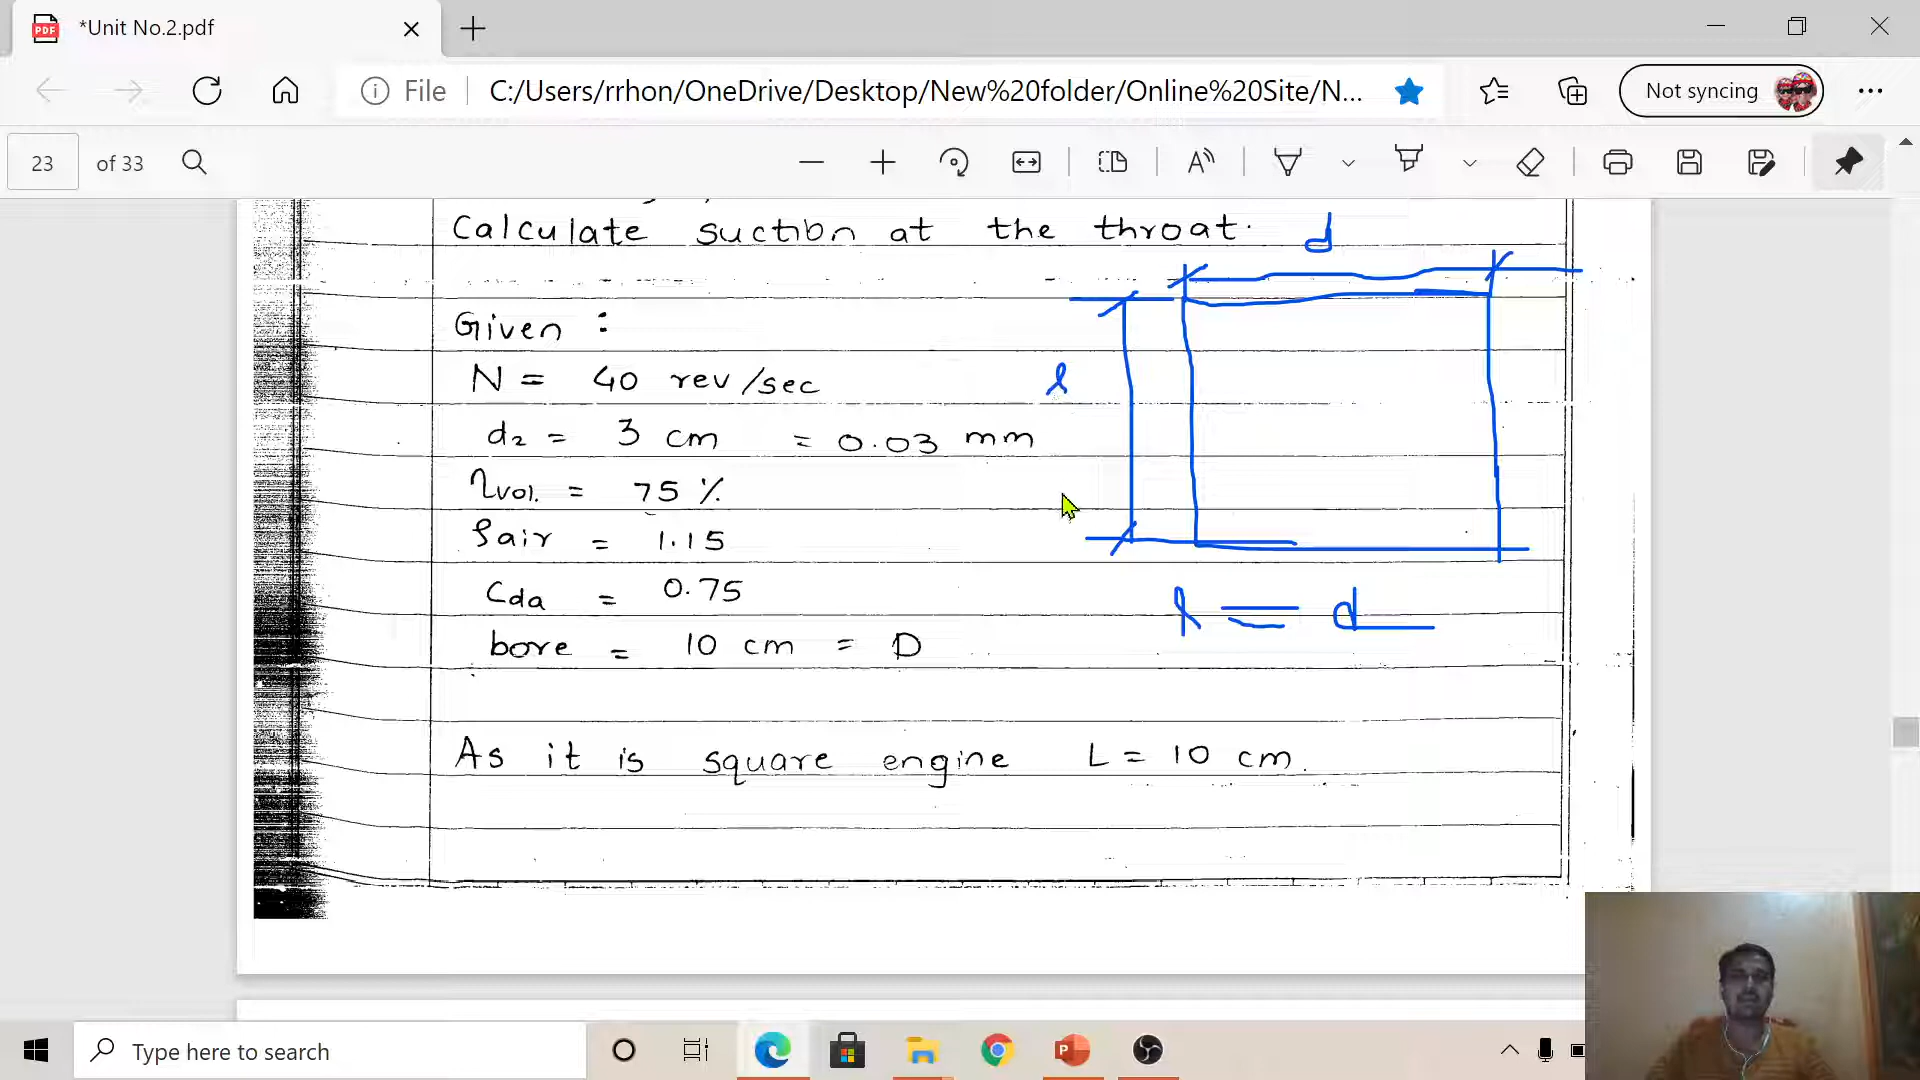 *Unit No.2.pdf
File
C:/Users/rrhon/OneDrive/Desktop/New%20folder/Online%20Site/N...
Not syncing
23 of 33
Calculate suction at the throat.
d
Given :
N = 40 rev/sec
l
d2 = 3 cm = 0.03 mm
ηvol. = 75 %
ρair = 1.15
Cda = 0.75
l = d
bore = 10 cm = D
As it is square engine L = 10 cm.
Type here to search